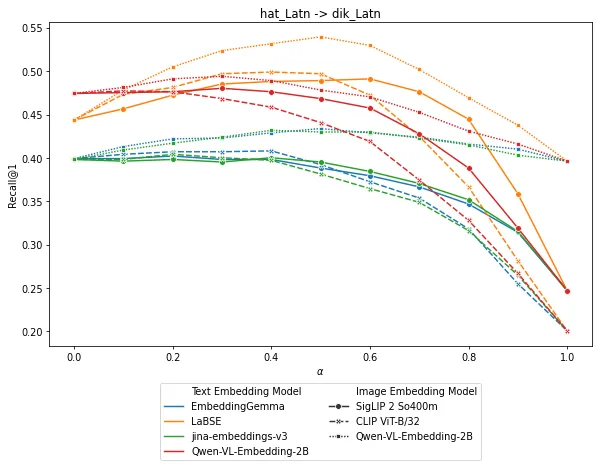 hat_Latn -> dik_Latn
Recall@1
0.55
0.50
0.45
0.40
0.35
0.30
0.25
0.20
0.0 0.2 0.4 0.6 0.8 1.0
α
Text Embedding Model Image Embedding Model
EmbeddingGemma SigLIP 2 So400m
LaBSE CLIP ViT-B/32
jina-embeddings-v3 Qwen-VL-Embedding-2B
Qwen-VL-Embedding-2B